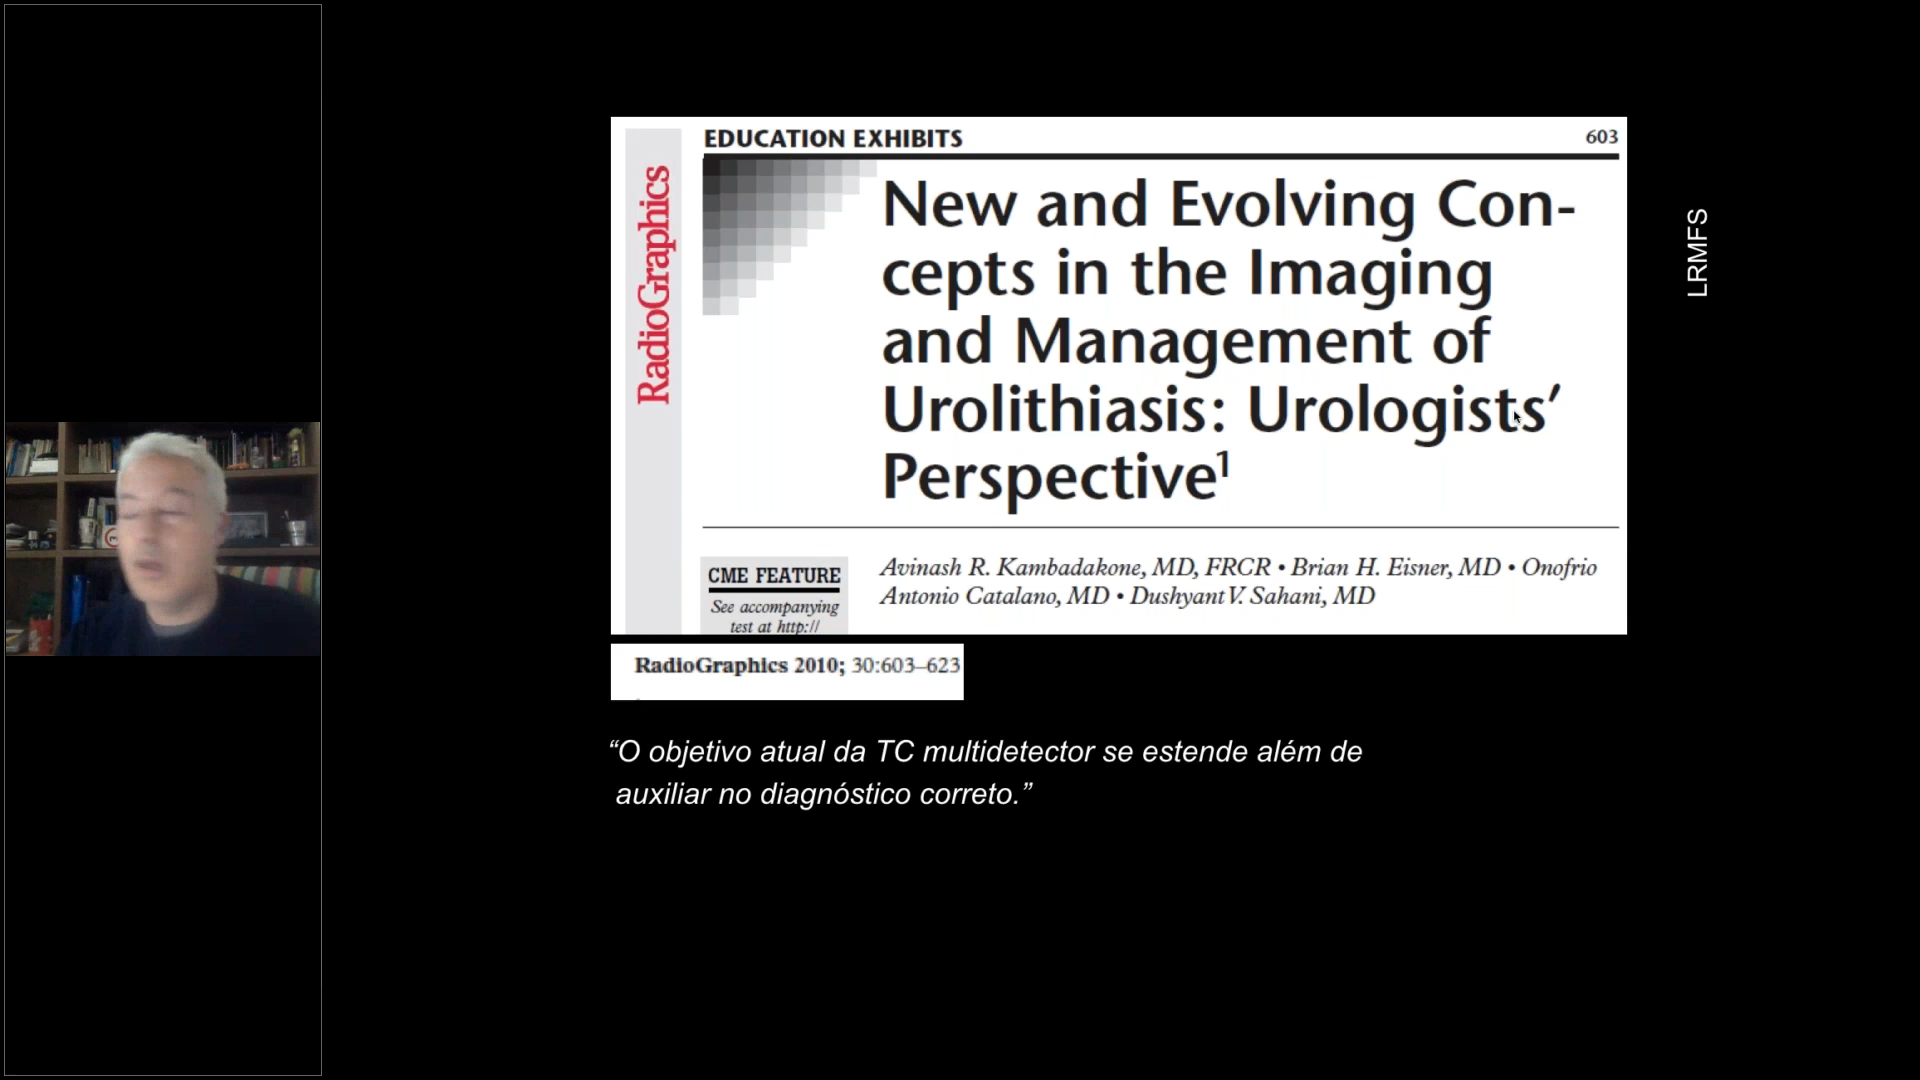 EDUCATION EXHIBITS
603
RadioGraphics
New and Evolving Con-
cepts in the Imaging
and Management of
Urolithiasis: Urologists’
Perspective¹
CME FEATURE
See accompanying
test at http://
Avinash R. Kambadakone, MD, FRCR • Brian H. Eisner, MD • Onofrio
Antonio Catalano, MD • Dushyant V. Sahani, MD
RadioGraphics 2010; 30:603–623
“O objetivo atual da TC multidetector se estende além de
auxiliar no diagnóstico correto.”
LRMFS